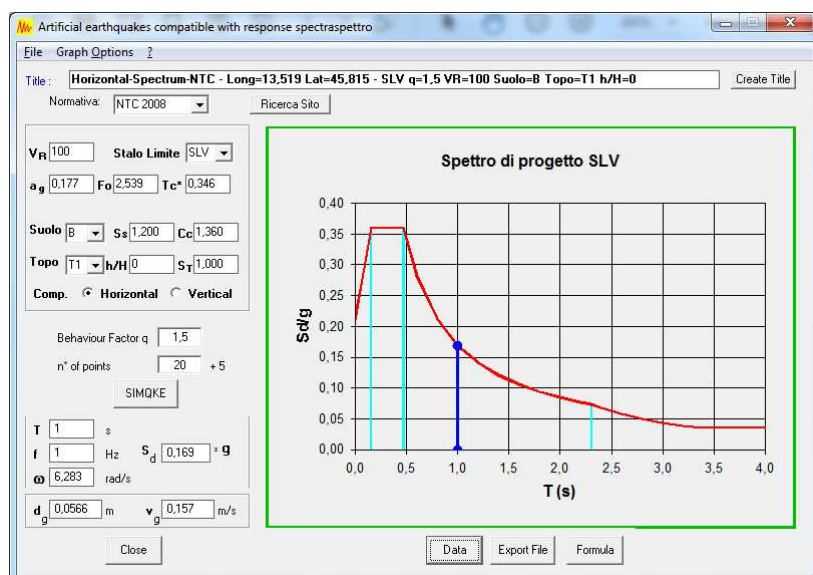 Artificial earthquakes compatible with response spectraspettro
File Graph Options ?
Title : Horizontal-Spectrum-NTC - Long=13,519 Lat=45,815 - SLV q=1,5 VR=100 Suolo=B Topo=T1 h/H=0 Create Title
Normativa: NTC 2008 Ricerca Sito
VR 100 Stalo Limite SLV
ag 0,177 Fo 2,539 Tc* 0,346
Suolo B Ss 1,200 Cc 1,360
Topo T1 h/H 0 ST 1,000
Comp. Horizontal Vertical
Behaviour Factor q 1,5
n° of points 20 + 5
SIMQKE
T 1 s
f 1 Hz Sd 0,169 * g
ω 6,283 rad/s
dg 0,0566 m vg 0,157 m/s
Close
Spettro di progetto SLV
Sd/g
0,40
0,35
0,30
0,25
0,20
0,15
0,10
0,05
0,00
0,0 0,5 1,0 1,5 2,0 2,5 3,0 3,5 4,0
T (s)
Data Export File Formula